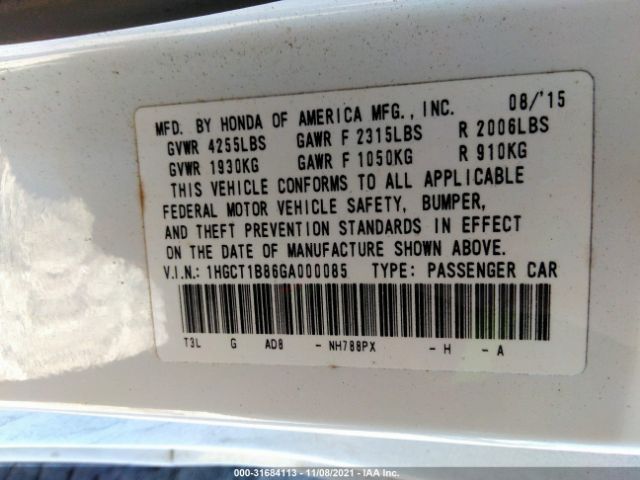 MFD. BY HONDA OF AMERICA MFG., INC. 08/'15
GVWR 4255LBS GAWR F 2315LBS R 2006LBS
GVWR 1930KG GAWR F 1050KG R 910KG
THIS VEHICLE CONFORMS TO ALL APPLICABLE
FEDERAL MOTOR VEHICLE SAFETY, BUMPER,
AND THEFT PREVENTION STANDARDS IN EFFECT
ON THE DATE OF MANUFACTURE SHOWN ABOVE.
V.I.N.: 1HGCT1B86GA000085 TYPE: PASSENGER CAR
T3L G AD8 - NH788PX - H - A
000-31684113 - 11/08/2021 - IAA Inc.